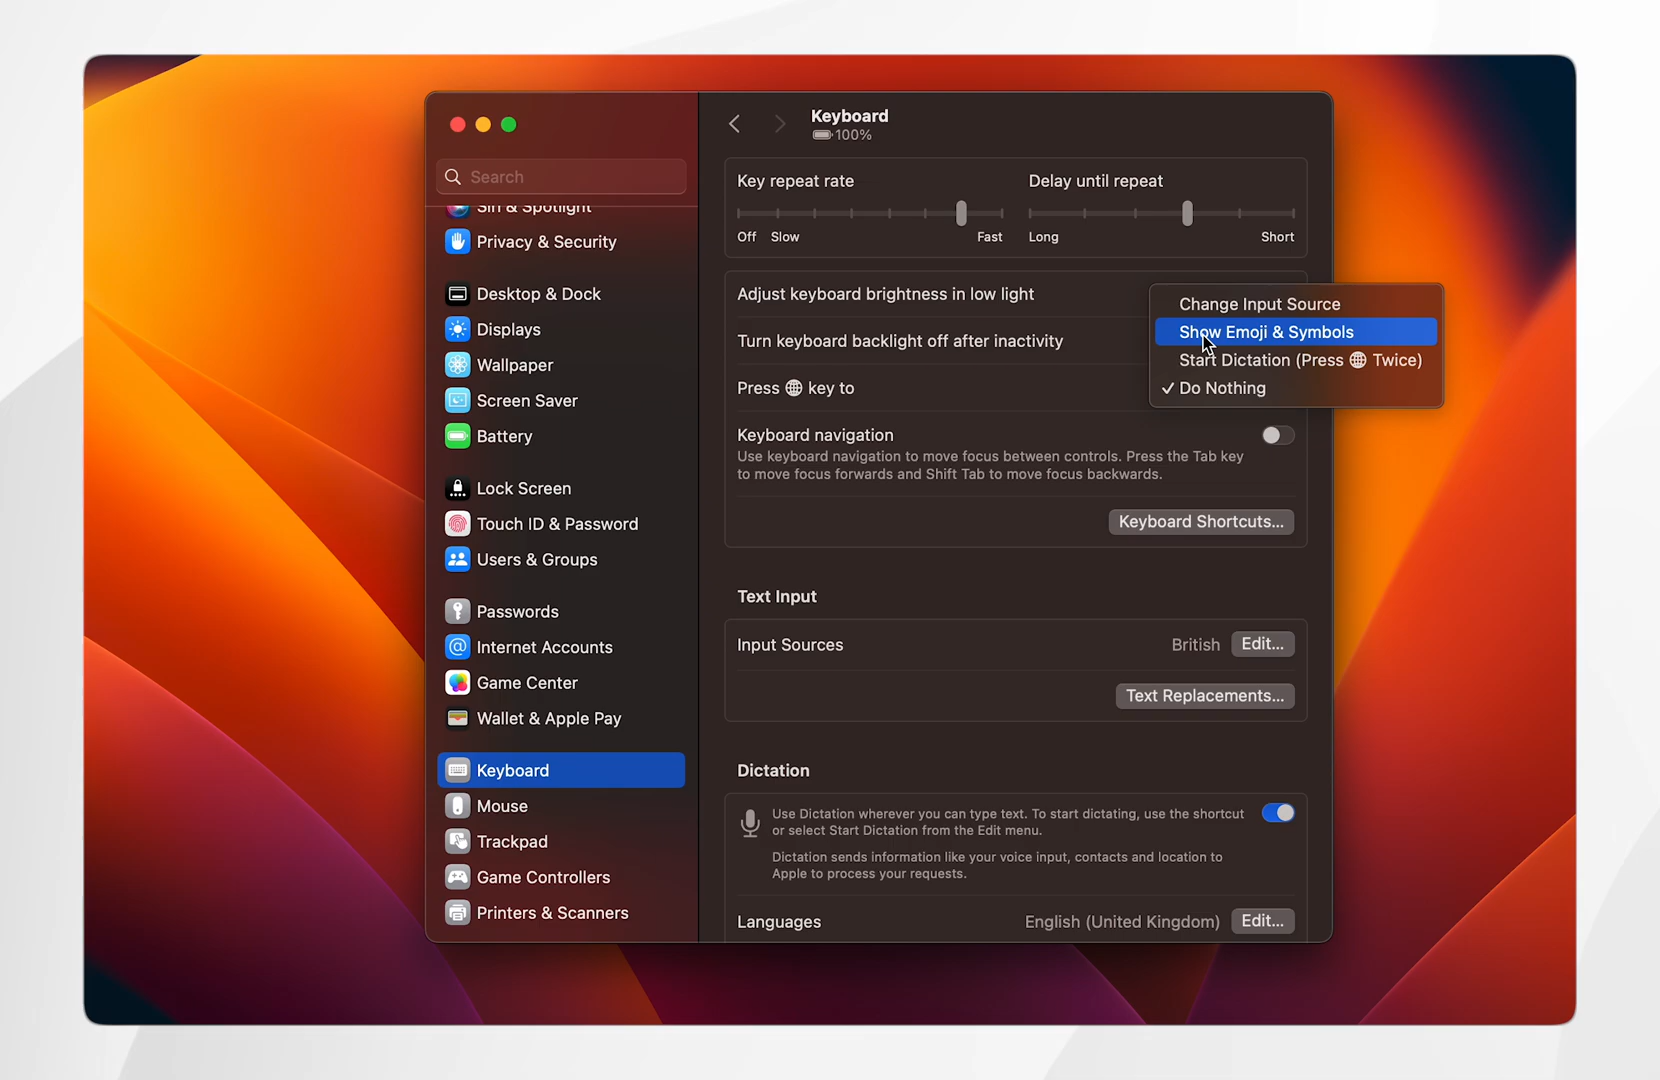 Keyboard
100%
Search
Siri & Spotlight
Privacy & Security
Desktop & Dock
Displays
Wallpaper
Screen Saver
Battery
Lock Screen
Touch ID & Password
Users & Groups
Passwords
Internet Accounts
Game Center
Wallet & Apple Pay
Keyboard
Mouse
Trackpad
Game Controllers
Printers & Scanners
Key repeat rate
Off Slow Fast
Delay until repeat
Long Short
Adjust keyboard brightness in low light
Turn keyboard backlight off after inactivity
Press 🌐 key to
Change Input Source
Show Emoji & Symbols
Start Dictation (Press 🌐 Twice)
✓ Do Nothing
Keyboard navigation
Use keyboard navigation to move focus between controls. Press the Tab key
to move focus forwards and Shift Tab to move focus backwards.
Keyboard Shortcuts...
Text Input
Input Sources British Edit...
Text Replacements...
Dictation
Use Dictation wherever you can type text. To start dictating, use the shortcut
or select Start Dictation from the Edit menu.
Dictation sends information like your voice input, contacts and location to
Apple to process your requests.
Languages English (United Kingdom) Edit...